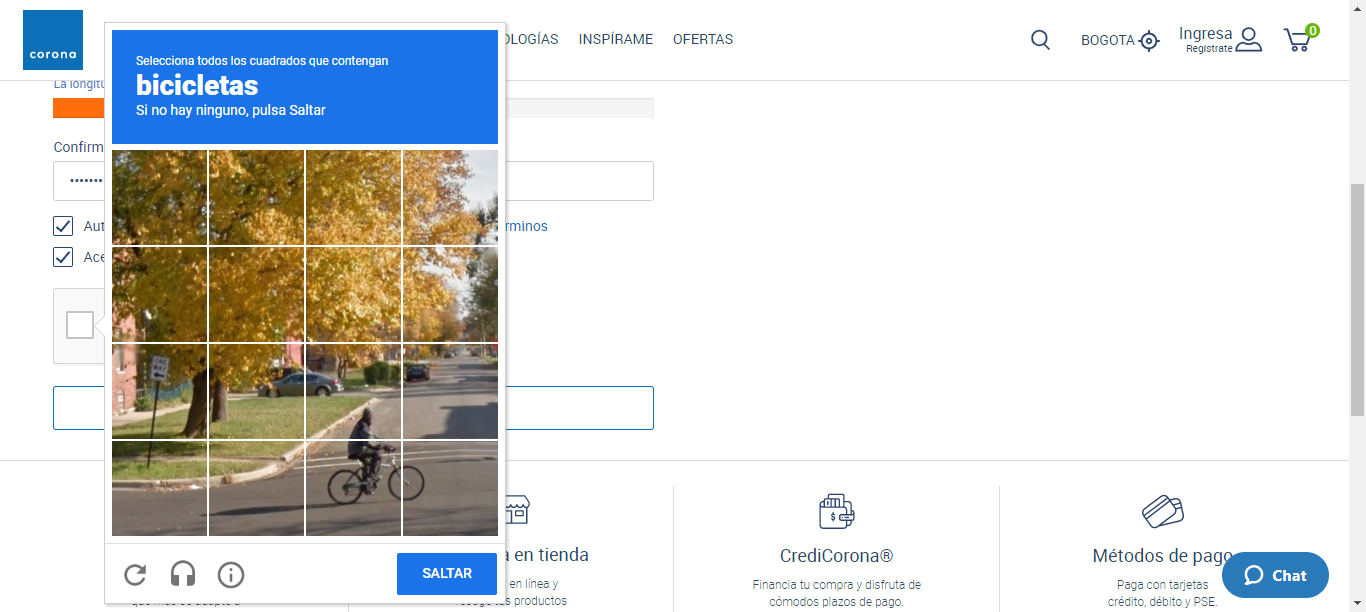 corona
OLOGÍAS INSPÍRAME OFERTAS
BOGOTA
Ingresa
Regístrate
0
La longitu
Confirm
Aut
rminos
Ace
Selecciona todos los cuadrados que contengan
bicicletas
Si no hay ninguno, pulsa Saltar
ONE WAY
SALTAR
a en tienda
en línea y
productos
CrediCorona®
Financia tu compra y disfruta de
cómodos plazos de pago.
Métodos de pago
Paga con tarjetas
crédito, débito y PSE.
Chat